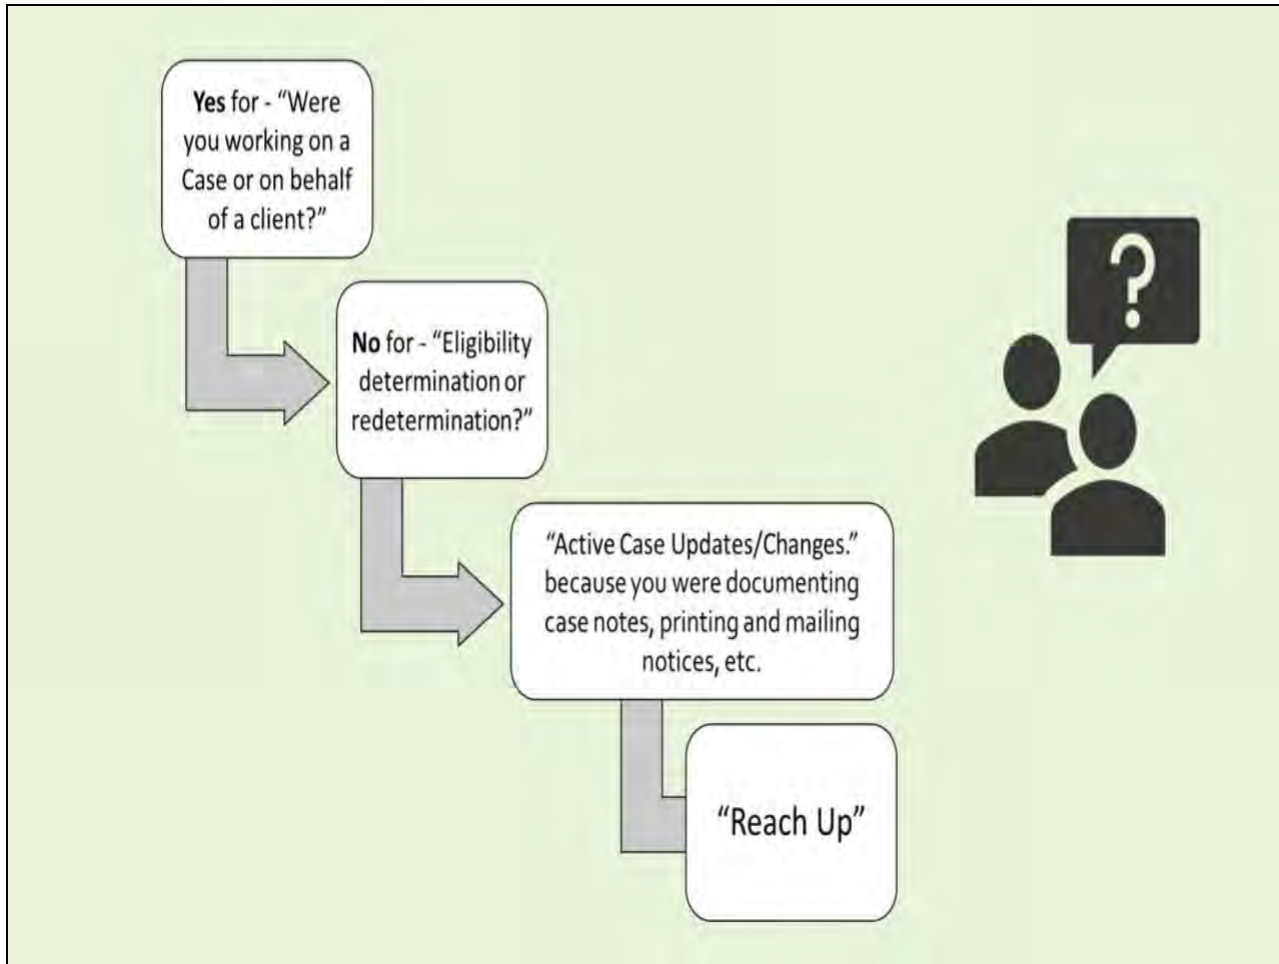 Yes for - “Were
you working on a
Case or on behalf
of a client?”
No for - “Eligibility
determination or
redetermination?”
“Active Case Updates/Changes.”
because you were documenting
case notes, printing and mailing
notices, etc.
“Reach Up”
?